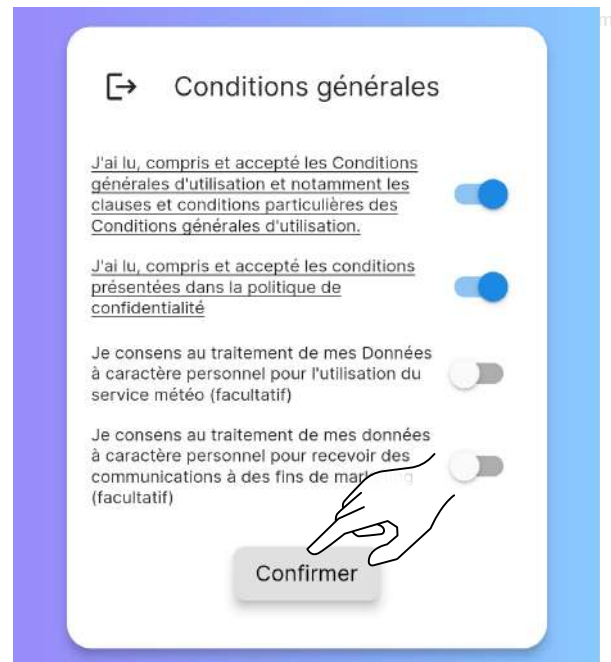 Conditions générales
J'ai lu, compris et accepté les Conditions
générales d'utilisation et notamment les
clauses et conditions particulières des
Conditions générales d'utilisation.
J'ai lu, compris et accepté les conditions
présentées dans la politique de
confidentialité
Je consens au traitement de mes Données
à caractère personnel pour l'utilisation du
service météo (facultatif)
Je consens au traitement de mes données
à caractère personnel pour recevoir des
communications à des fins de marketing
(facultatif)
Confirmer